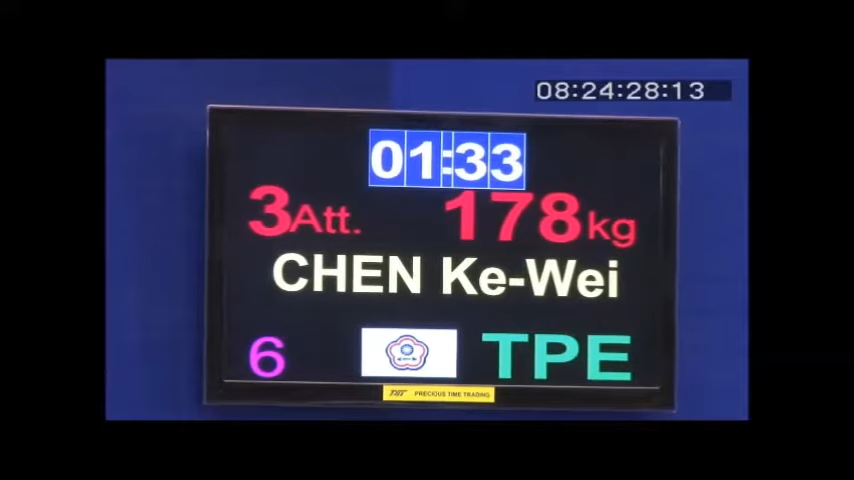 08:24:28:13
01:33
3Att. 178kg
CHEN Ke-Wei
6 TPE
PRECIOUS TIME TRADING